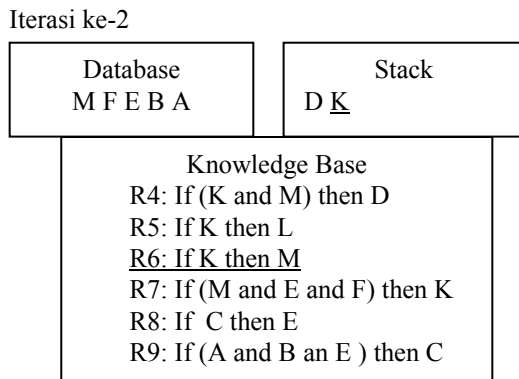 Iterasi ke-2
Database
M F E B A
Stack
D K
Knowledge Base
R4: If (K and M) then D
R5: If K then L
R6: If K then M
R7: If (M and E and F) then K
R8: If C then E
R9: If (A and B an E ) then C